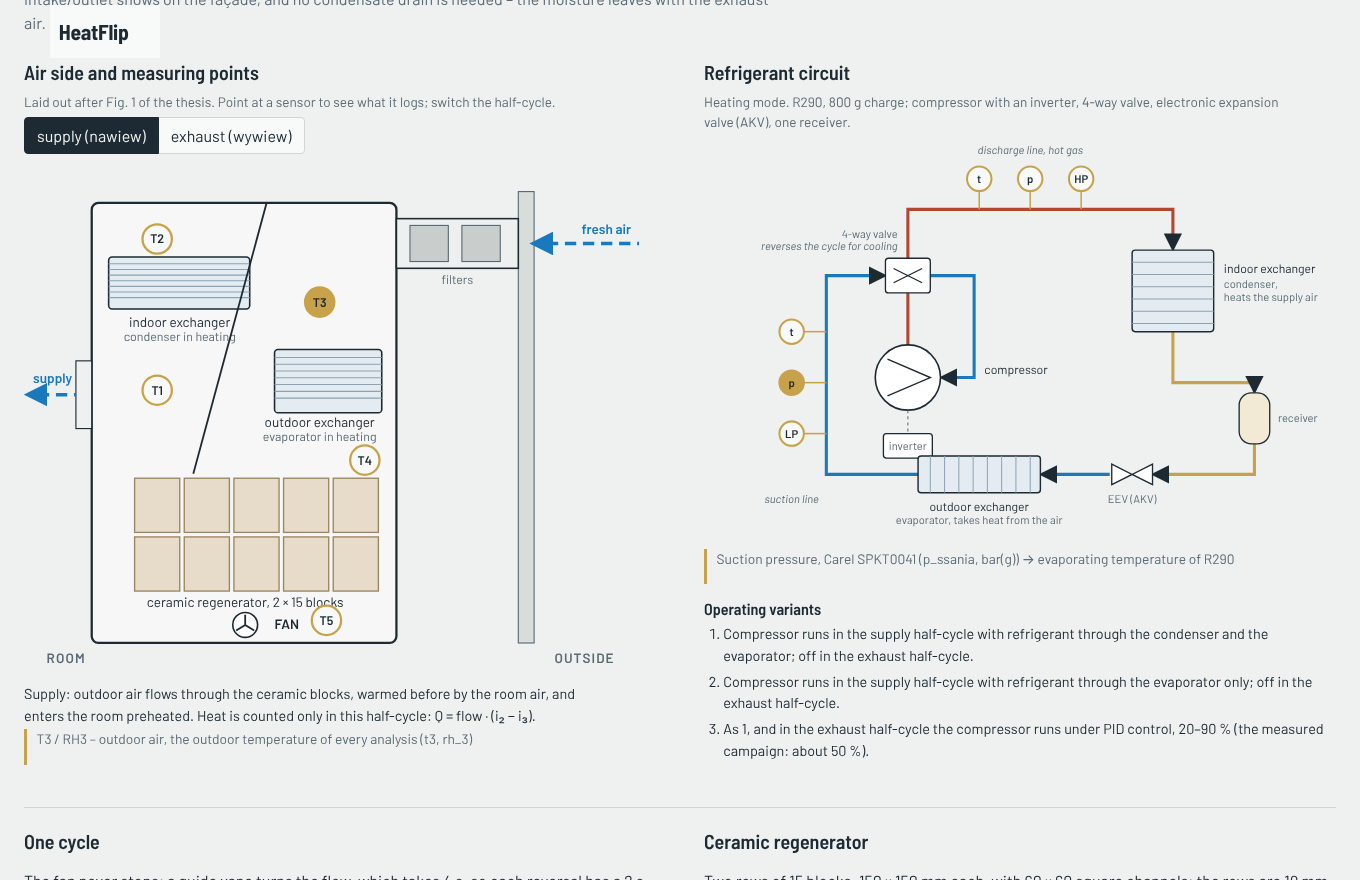 intake/outlet shows on the façade, and no condensate drain is needed – the moisture leaves with the exhaust
air.
HeatFlip
Air side and measuring points
Laid out after Fig. 1 of the thesis. Point at a sensor to see what it logs; switch the half-cycle.
supply (nawiew)
exhaust (wywiew)
T2
fresh air
filters
T3
indoor exchanger
condenser in heating
supply
T1
outdoor exchanger
evaporator in heating
T4
ceramic regenerator, 2 × 15 blocks
FAN
T5
ROOM
OUTSIDE
Supply: outdoor air flows through the ceramic blocks, warmed before by the room air, and
enters the room preheated. Heat is counted only in this half-cycle: Q = flow · (i₂ − i₃).
T3 / RH3 – outdoor air, the outdoor temperature of every analysis (t3, rh_3)
Refrigerant circuit
Heating mode. R290, 800 g charge; compressor with an inverter, 4-way valve, electronic expansion
valve (AKV), one receiver.
discharge line, hot gas
t
p
HP
4-way valve
reverses the cycle for cooling
indoor exchanger
condenser,
heats the supply air
t
p
LP
compressor
inverter
receiver
suction line
outdoor exchanger
evaporator, takes heat from the air
EEV (AKV)
Suction pressure, Carel SPKT0041 (p_ssania, bar(g)) → evaporating temperature of R290
Operating variants
1. Compressor runs in the supply half-cycle with refrigerant through the condenser and the
evaporator; off in the exhaust half-cycle.
2. Compressor runs in the supply half-cycle with refrigerant through the evaporator only; off in the
exhaust half-cycle.
3. As 1, and in the exhaust half-cycle the compressor runs under PID control, 20–90 % (the measured
campaign: about 50 %).
One cycle
Ceramic regenerator